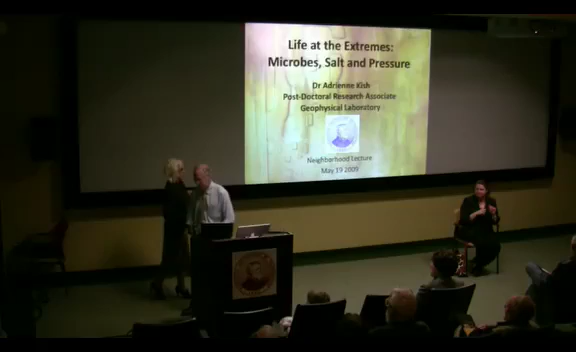 Life at the Extremes:
Microbes, Salt and Pressure
Dr Adrienne Kish
Post-Doctoral Research Associate
Geophysical Laboratory
Neighborhood Lecture
May 19 2009